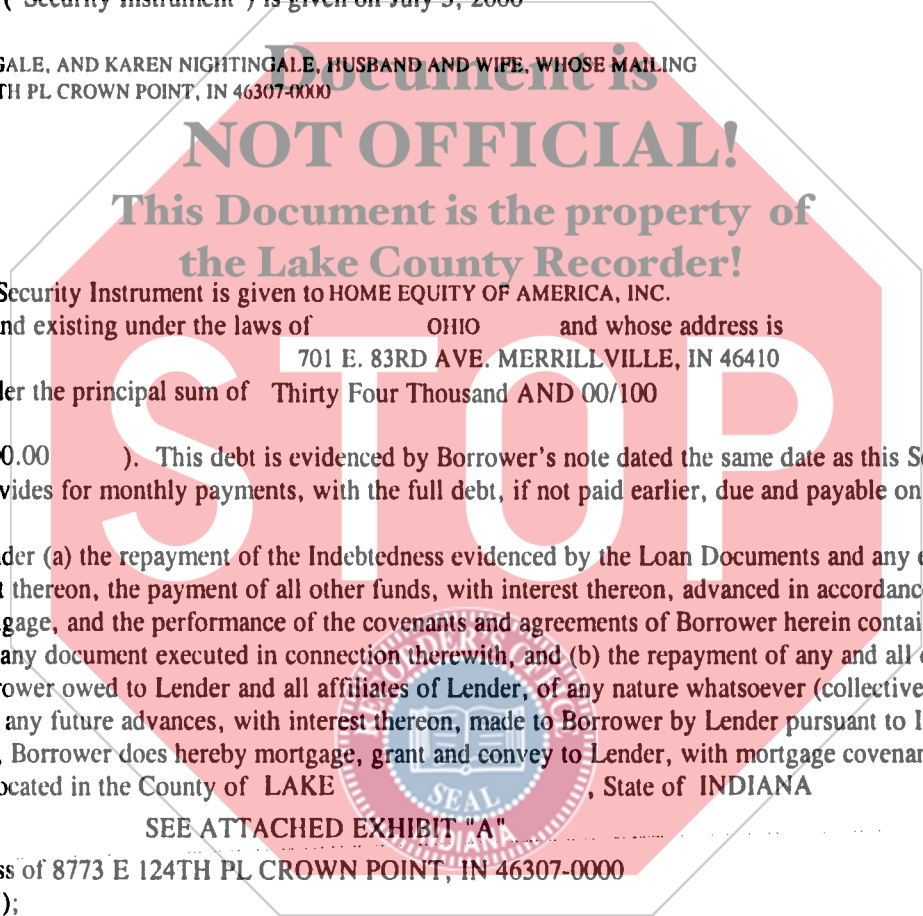 ("Security Instrument") is given on July 5, 2000
GALE, AND KAREN NIGHTINGALE, HUSBAND AND WIFE, WHOSE MAILING
TH PL CROWN POINT, IN 46307-0000
Document is
NOT OFFICIAL!
This Document is the property of
the Lake County Recorder!
Security Instrument is given to HOME EQUITY OF AMERICA, INC.
nd existing under the laws of OHIO and whose address is
701 E. 83RD AVE. MERRILLVILLE, IN 46410
der the principal sum of Thirty Four Thousand AND 00/100
STOP
0.00 ). This debt is evidenced by Borrower's note dated the same date as this S
vides for monthly payments, with the full debt, if not paid earlier, due and payable on
der (a) the repayment of the Indebtedness evidenced by the Loan Documents and any
t thereon, the payment of all other funds, with interest thereon, advanced in accordanc
gage, and the performance of the covenants and agreements of Borrower herein contai
any document executed in connection therewith, and (b) the repayment of any and all
rower owed to Lender and all affiliates of Lender, of any nature whatsoever (collective
any future advances, with interest thereon, made to Borrower by Lender pursuant to
, Borrower does hereby mortgage, grant and convey to Lender, with mortgage covenan
ocated in the County of LAKE , State of INDIANA
RECORDER'S OFFICE
SEAL
INDIANA
SEE ATTACHED EXHIBIT "A"
ss of 8773 E 124TH PL CROWN POINT, IN 46307-0000
);